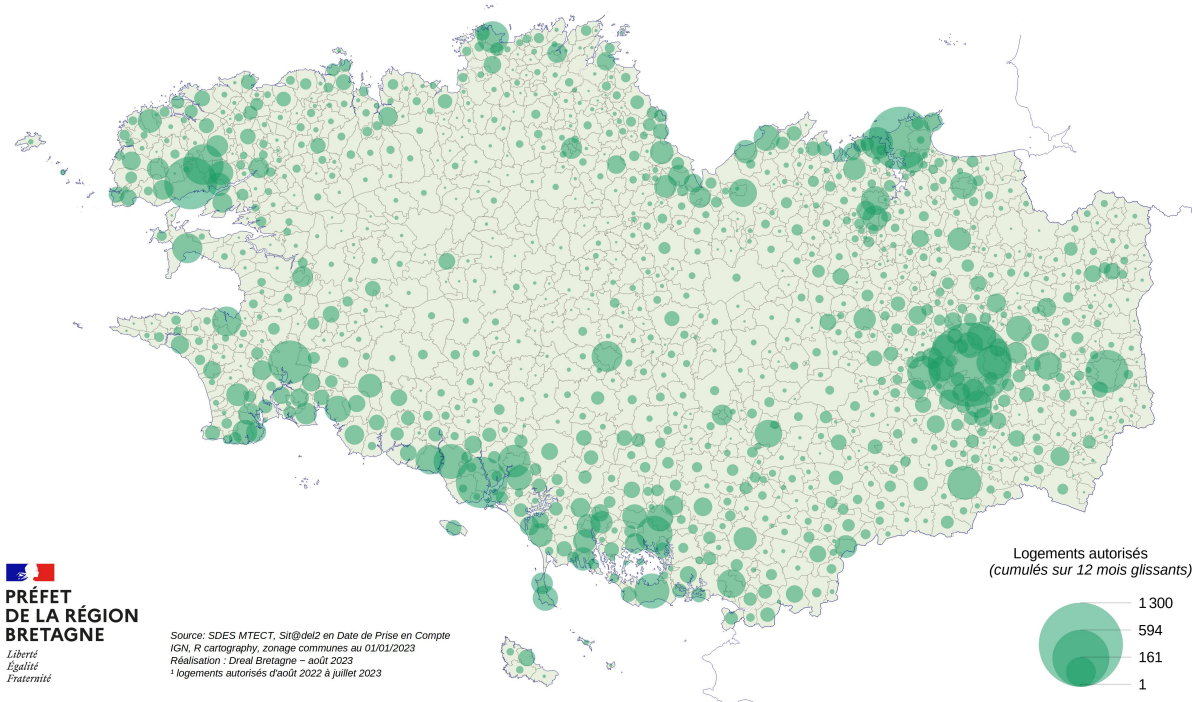 PRÉFET
DE LA RÉGION
BRETAGNE
Liberté
Égalité
Fraternité
Source: SDES MTECT, Sit@del2 en Date de Prise en Compte
IGN, R cartography, zonage communes au 01/01/2023
Réalisation : Dreal Bretagne − août 2023
¹ logements autorisés d'août 2022 à juillet 2023
Logements autorisés
(cumulés sur 12 mois glissants)
1 300
594
161
1